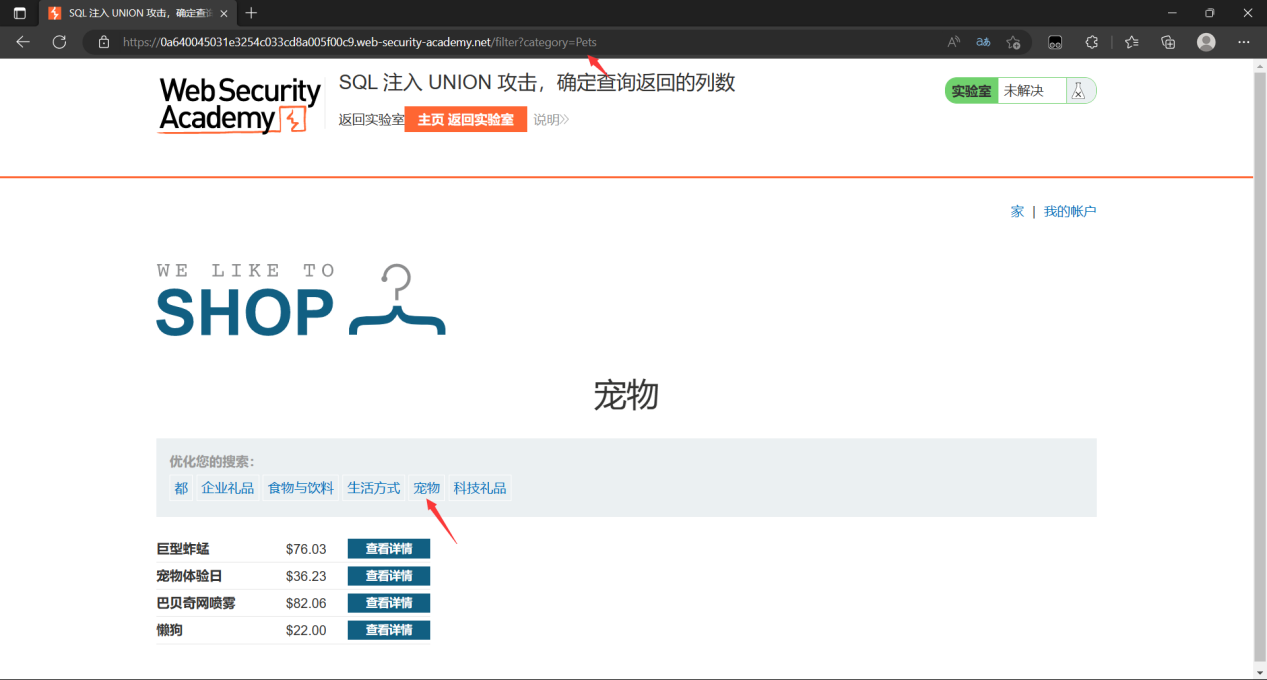 SQL 注入 UNION 攻击，确定查询
https://0a640045031e3254c033cd8a005f00c9.web-security-academy.net/filter?category=Pets
WebSecurity
Academy
SQL 注入 UNION 攻击，确定查询返回的列数
返回实验室 主页 返回实验室 说明
实验室 未解决
家 | 我的帐户
WE LIKE TO
SHOP
宠物
优化您的搜索:
都 企业礼品 食物与饮料 生活方式 宠物 科技礼品
巨型蚱蜢 $76.03 查看详情
宠物体验日 $36.23 查看详情
巴贝奇网喷雾 $82.06 查看详情
懒狗 $22.00 查看详情